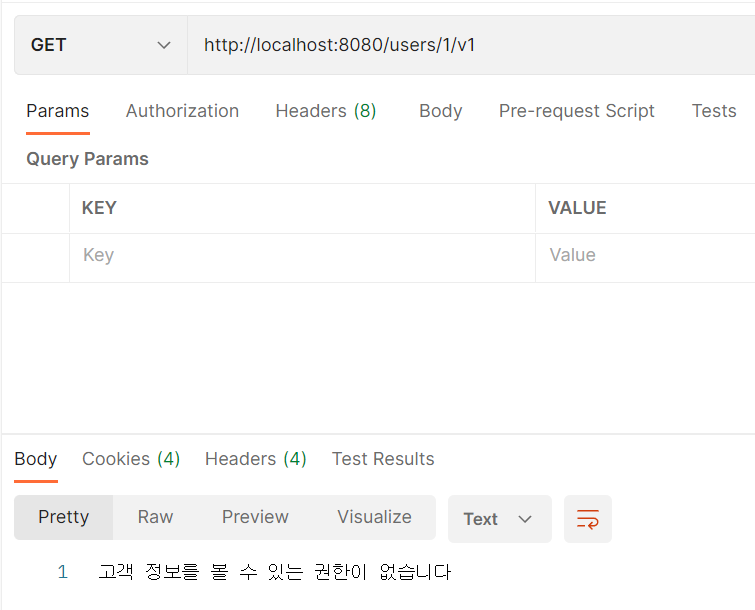 GET http://localhost:8080/users/1/v1
Params Authorization Headers (8) Body Pre-request Script Tests
Query Params
KEY VALUE
Key Value
Body Cookies (4) Headers (4) Test Results
Pretty Raw Preview Visualize Text
1 고객 정보를 볼 수 있는 권한이 없습니다